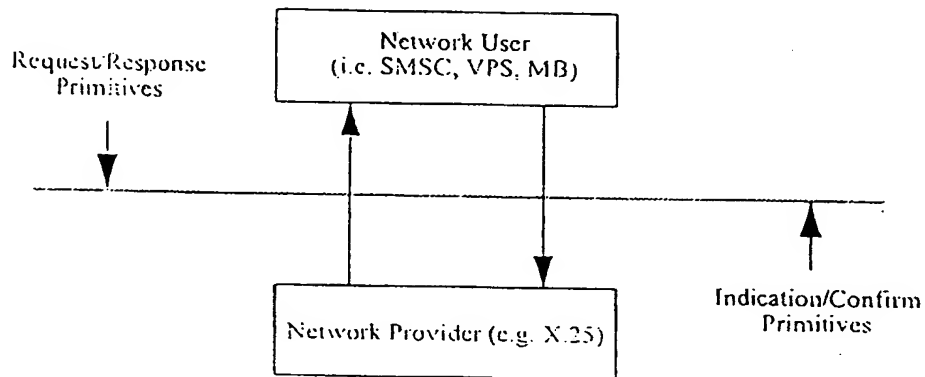 Network User
(i.e. SMSC, VPS, MB)
Request/Response
Primitives
Network Provider (e.g. X.25)
Indication/Confirm
Primitives